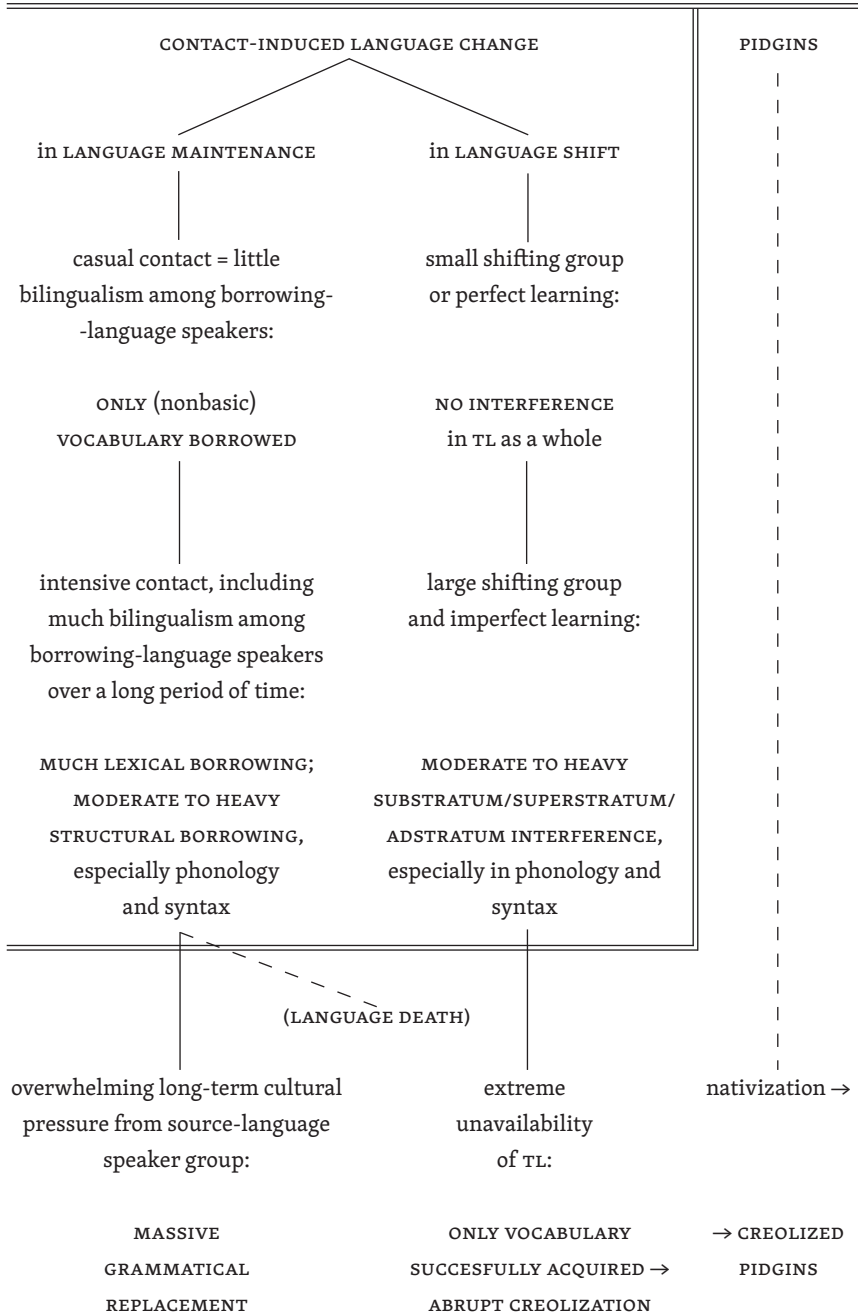 CONTACT-INDUCED LANGUAGE CHANGE
PIDGINS
in LANGUAGE MAINTENANCE
in LANGUAGE SHIFT
casual contact = little
bilingualism among borrowing-
-language speakers:
small shifting group
or perfect learning:
ONLY (nonbasic)
VOCABULARY BORROWED
NO INTERFERENCE
in TL as a whole
intensive contact, including
much bilingualism among
borrowing-language speakers
over a long period of time:
large shifting group
and imperfect learning:
MUCH LEXICAL BORROWING;
MODERATE TO HEAVY
STRUCTURAL BORROWING,
especially phonology
and syntax
MODERATE TO HEAVY
SUBSTRATUM/SUPERSTRATUM/
ADSTRATUM INTERFERENCE,
especially in phonology and
syntax
(LANGUAGE DEATH)
overwhelming long-term cultural
pressure from source-language
speaker group:
extreme
unavailability
of TL:
nativization →
MASSIVE
GRAMMATICAL
REPLACEMENT
ONLY VOCABULARY
SUCCESFULLY ACQUIRED →
ABRUPT CREOLIZATION
→ CREOLIZED
PIDGINS